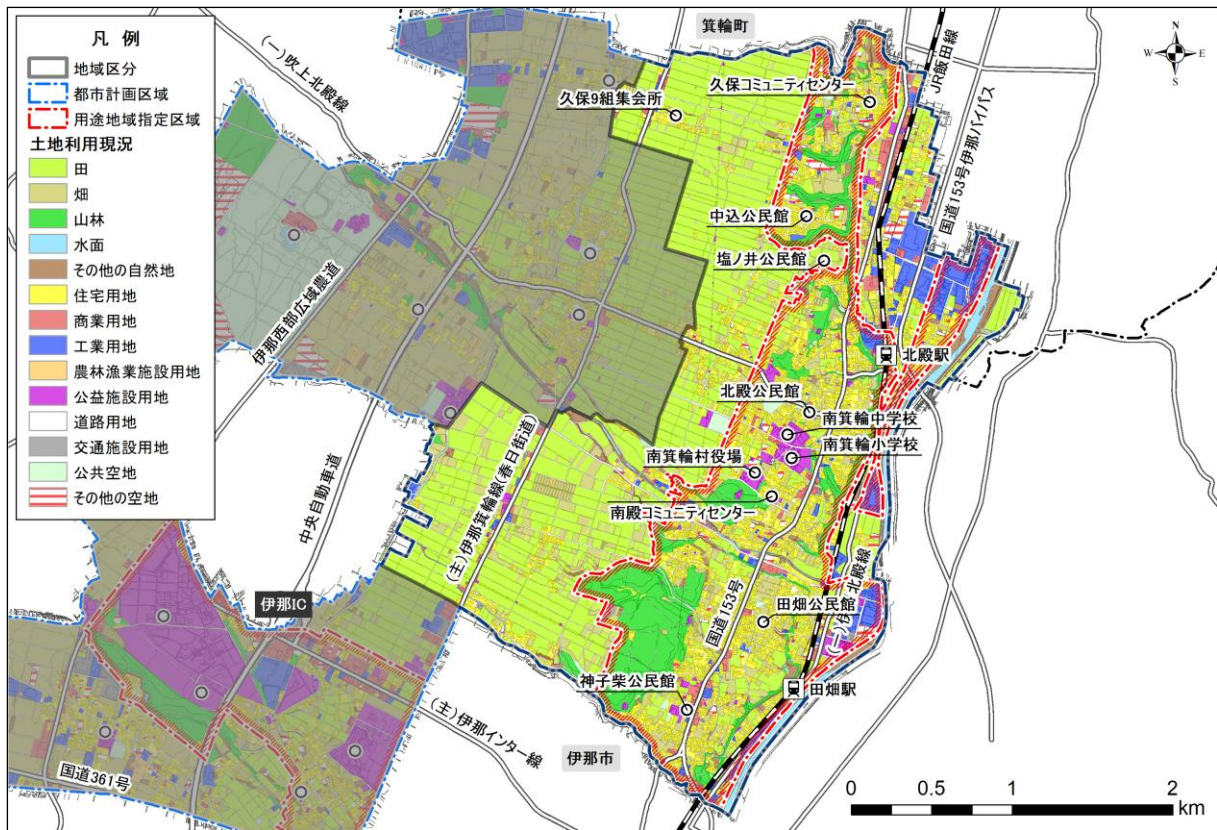 凡 例
地域区分
都市計画区域
用途地域指定区域
土地利用現況
田
畑
山林
水面
その他の自然地
住宅用地
商業用地
工業用地
農林漁業施設用地
公益施設用地
道路用地
交通施設用地
公共空地
その他の空地
(一)吹上北殿線
箕輪町
久保9組集会所
久保コミュニティセンター
JR飯田線
国道153号伊那バイパス
N
W
E
S
中込公民館
塩ノ井公民館
伊那西部広域農道
北殿駅
北殿公民館
南箕輪中学校
南箕輪小学校
南箕輪村役場
南殿コミュニティセンター
中央自動車道
(主)伊那箕輪線(春日街道)
国道153号
(一)伊
北殿線
伊那IC
田畑公民館
神子柴公民館
田畑駅
(主)伊那インター線
伊那市
国道361号
0 0.5 1 2
km